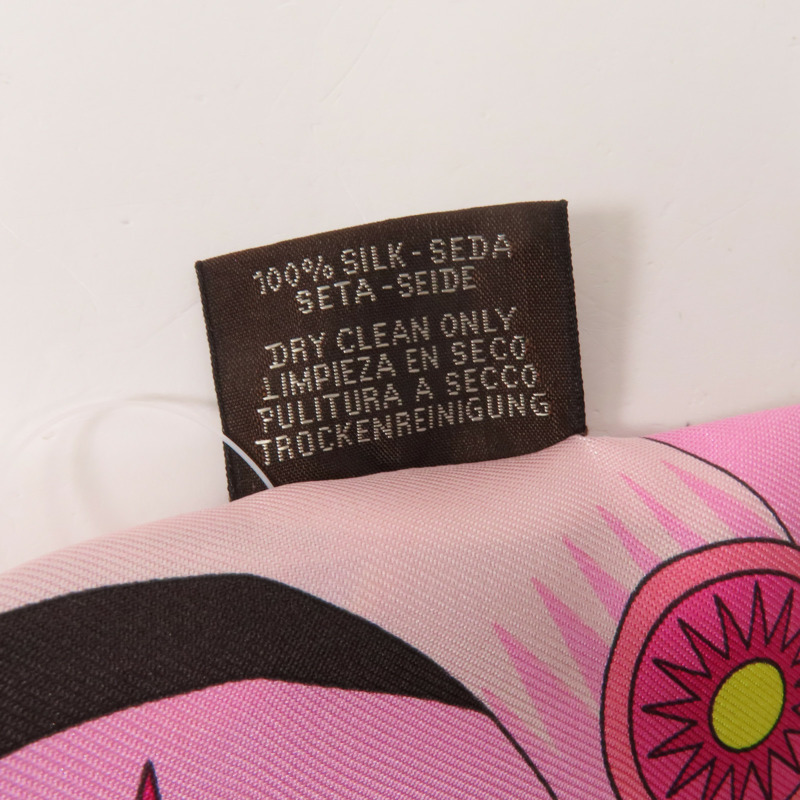 100% SILK-SEDA
SETA-SEIDE
DRY CLEAN ONLY
LIMPIEZA EN SECO
PULITURA A SECCO
TROCKENREINIGUNG